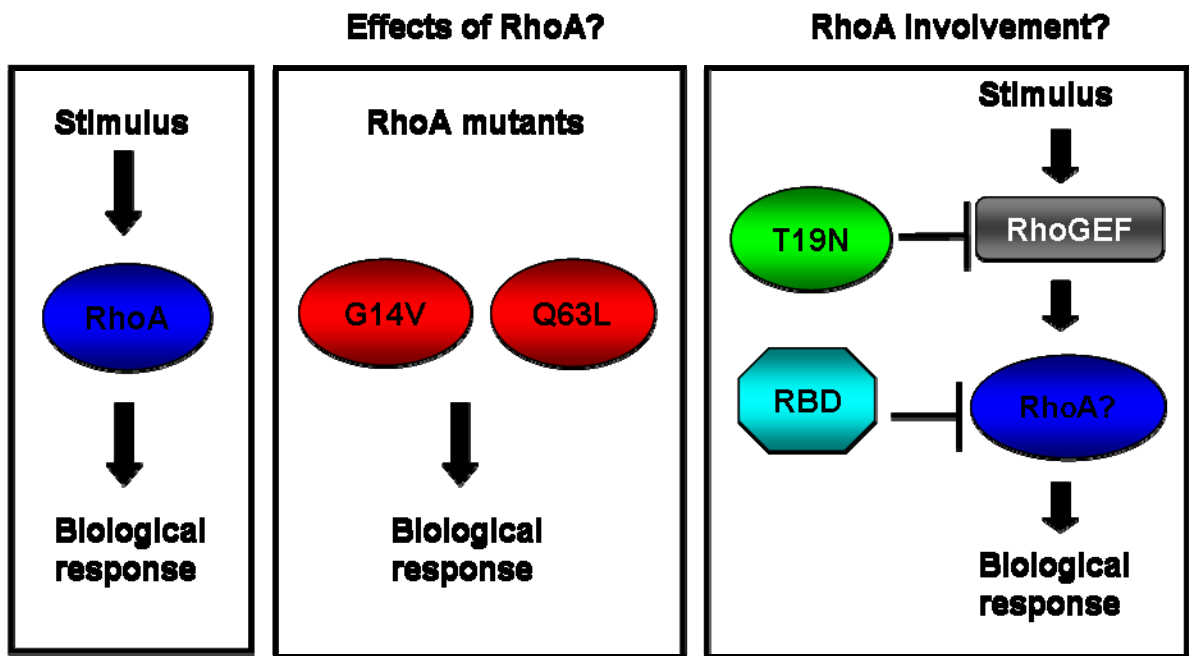 Effects of RhoA?
RhoA Involvement?
Stimulus
RhoA
Biological
response
RhoA mutants
G14V
Q63L
Biological
response
Stimulus
T19N
RhoGEF
RBD
RhoA?
Biological
response